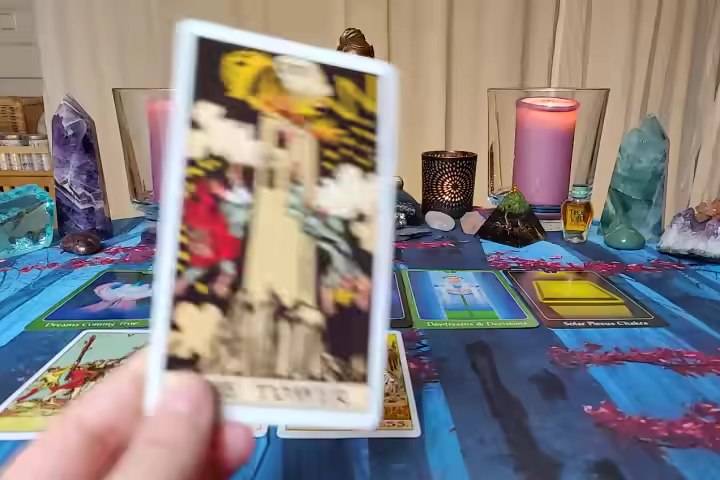 Dreams Coming True
Daydreams & Decisions
Solar Plexus Chakra
THE TOWER